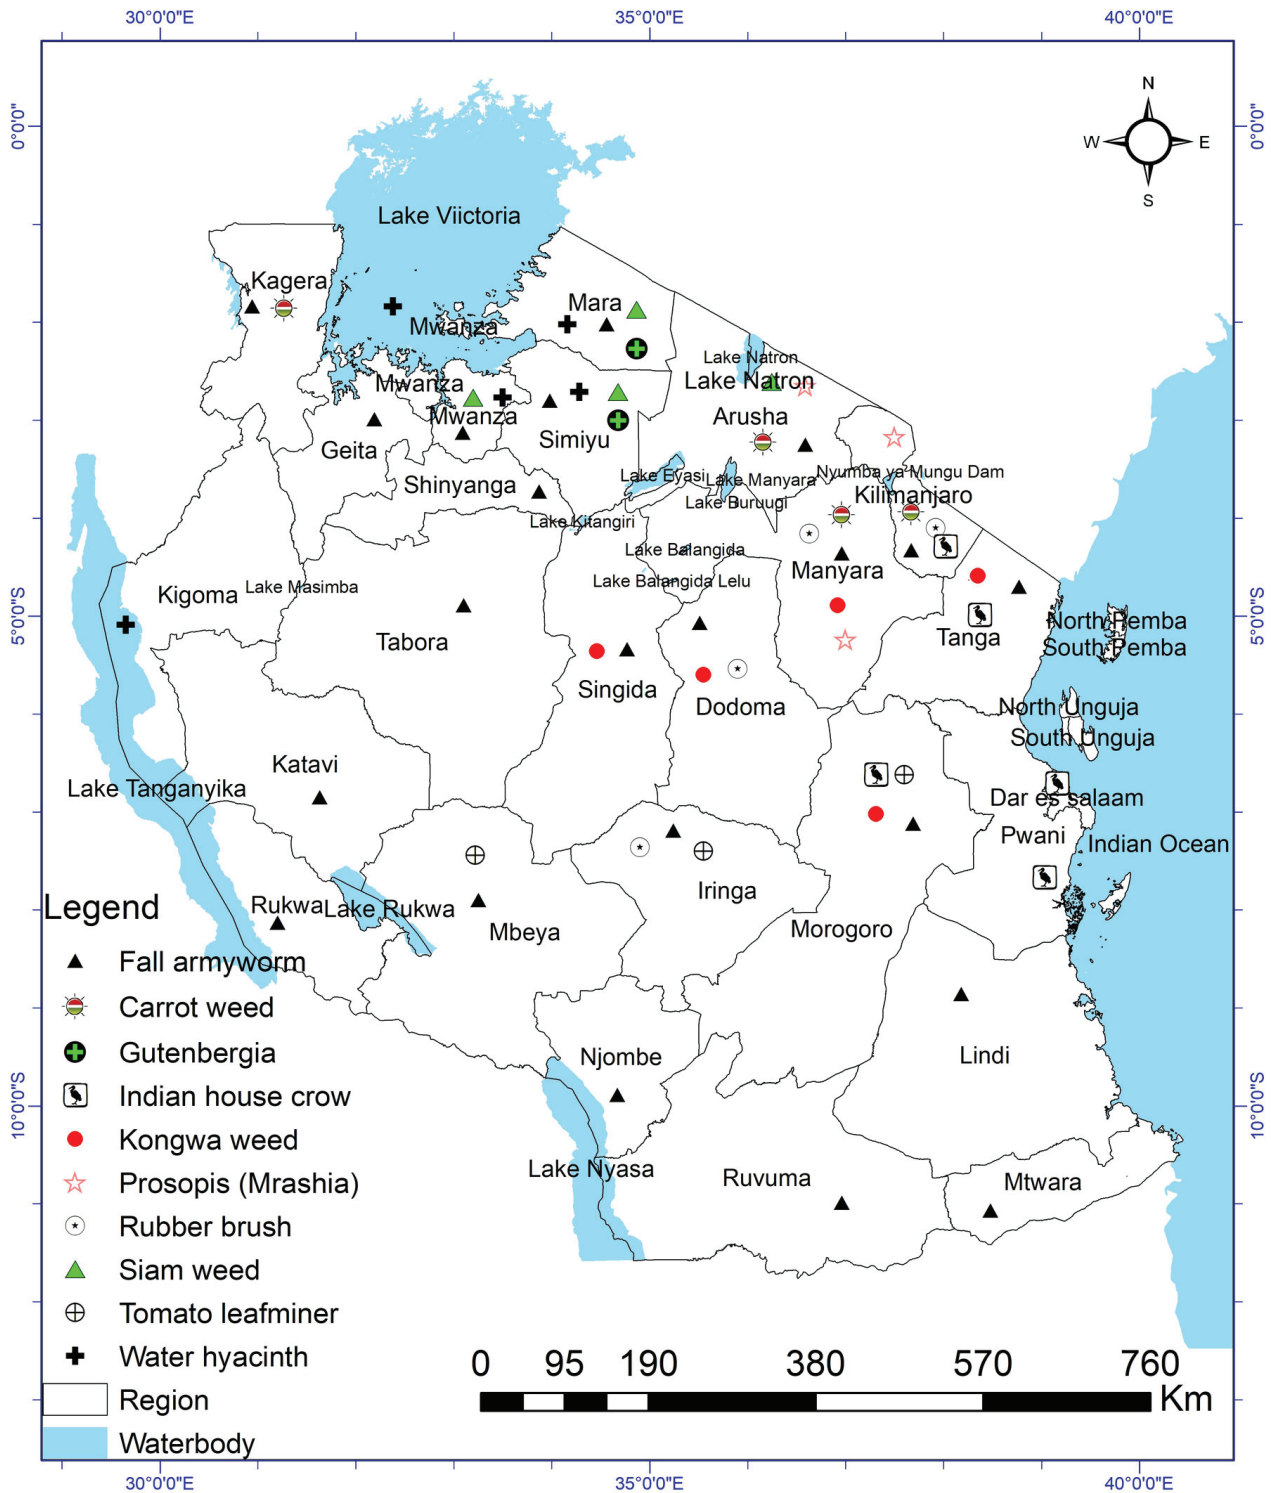 30°0'0"E 35°0'0"E 40°0'0"E
0°0'0" 0°0'0"
N
W E
S
Lake Viictoria
Kagera
Mara
Mwanza
Lake Natron
Mwanza Lake Natron
Mwanza Arusha
Geita Simiyu
Lake Eyasi Lake Manyara Nyumba ya Mungu Dam
Shinyanga Lake Buruugi Kilimanjaro
Lake Kitangiri
Lake Balangida
Manyara
Lake Balangida Lelu
Kigoma Lake Masimba
5°0'0"S 5°0'0"S
North Pemba
Tabora Tanga South Pemba
Singida
Dodoma North Unguja
South Unguja
Katavi
Lake Tanganyika Dar es salaam
Pwani Indian Ocean
Iringa
Rukwa Lake Rukwa
Mbeya Morogoro
Njombe Lindi
10°0'0"S 10°0'0"S
Lake Nyasa Ruvuma Mtwara
Legend
Fall armyworm
Carrot weed
Gutenbergia
Indian house crow
Kongwa weed
Prosopis (Mrashia)
Rubber brush
Siam weed
Tomato leafminer
Water hyacinth
Region
Waterbody
0 95 190 380 570 760
Km
30°0'0"E 35°0'0"E 40°0'0"E